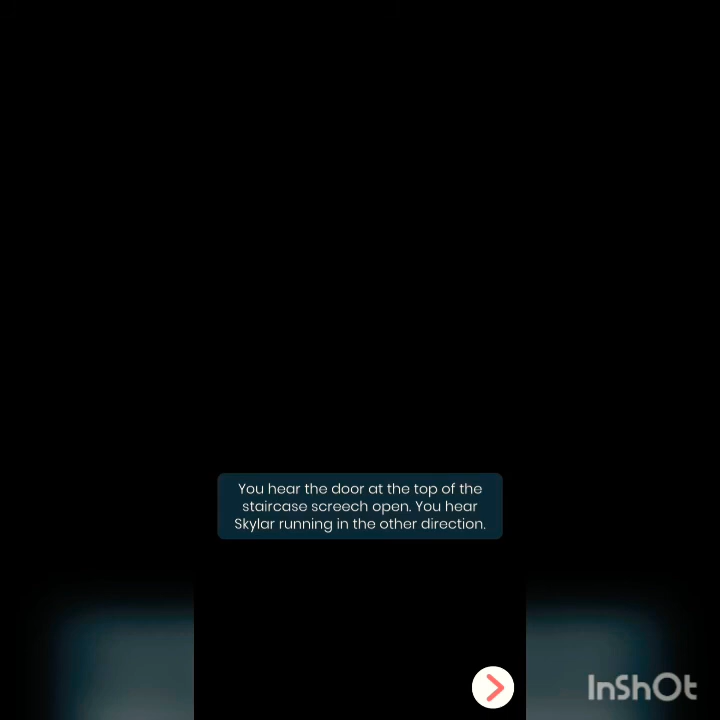 You hear the door at the top of the
staircase screech open. You hear
Skylar running in the other direction.
InShOt